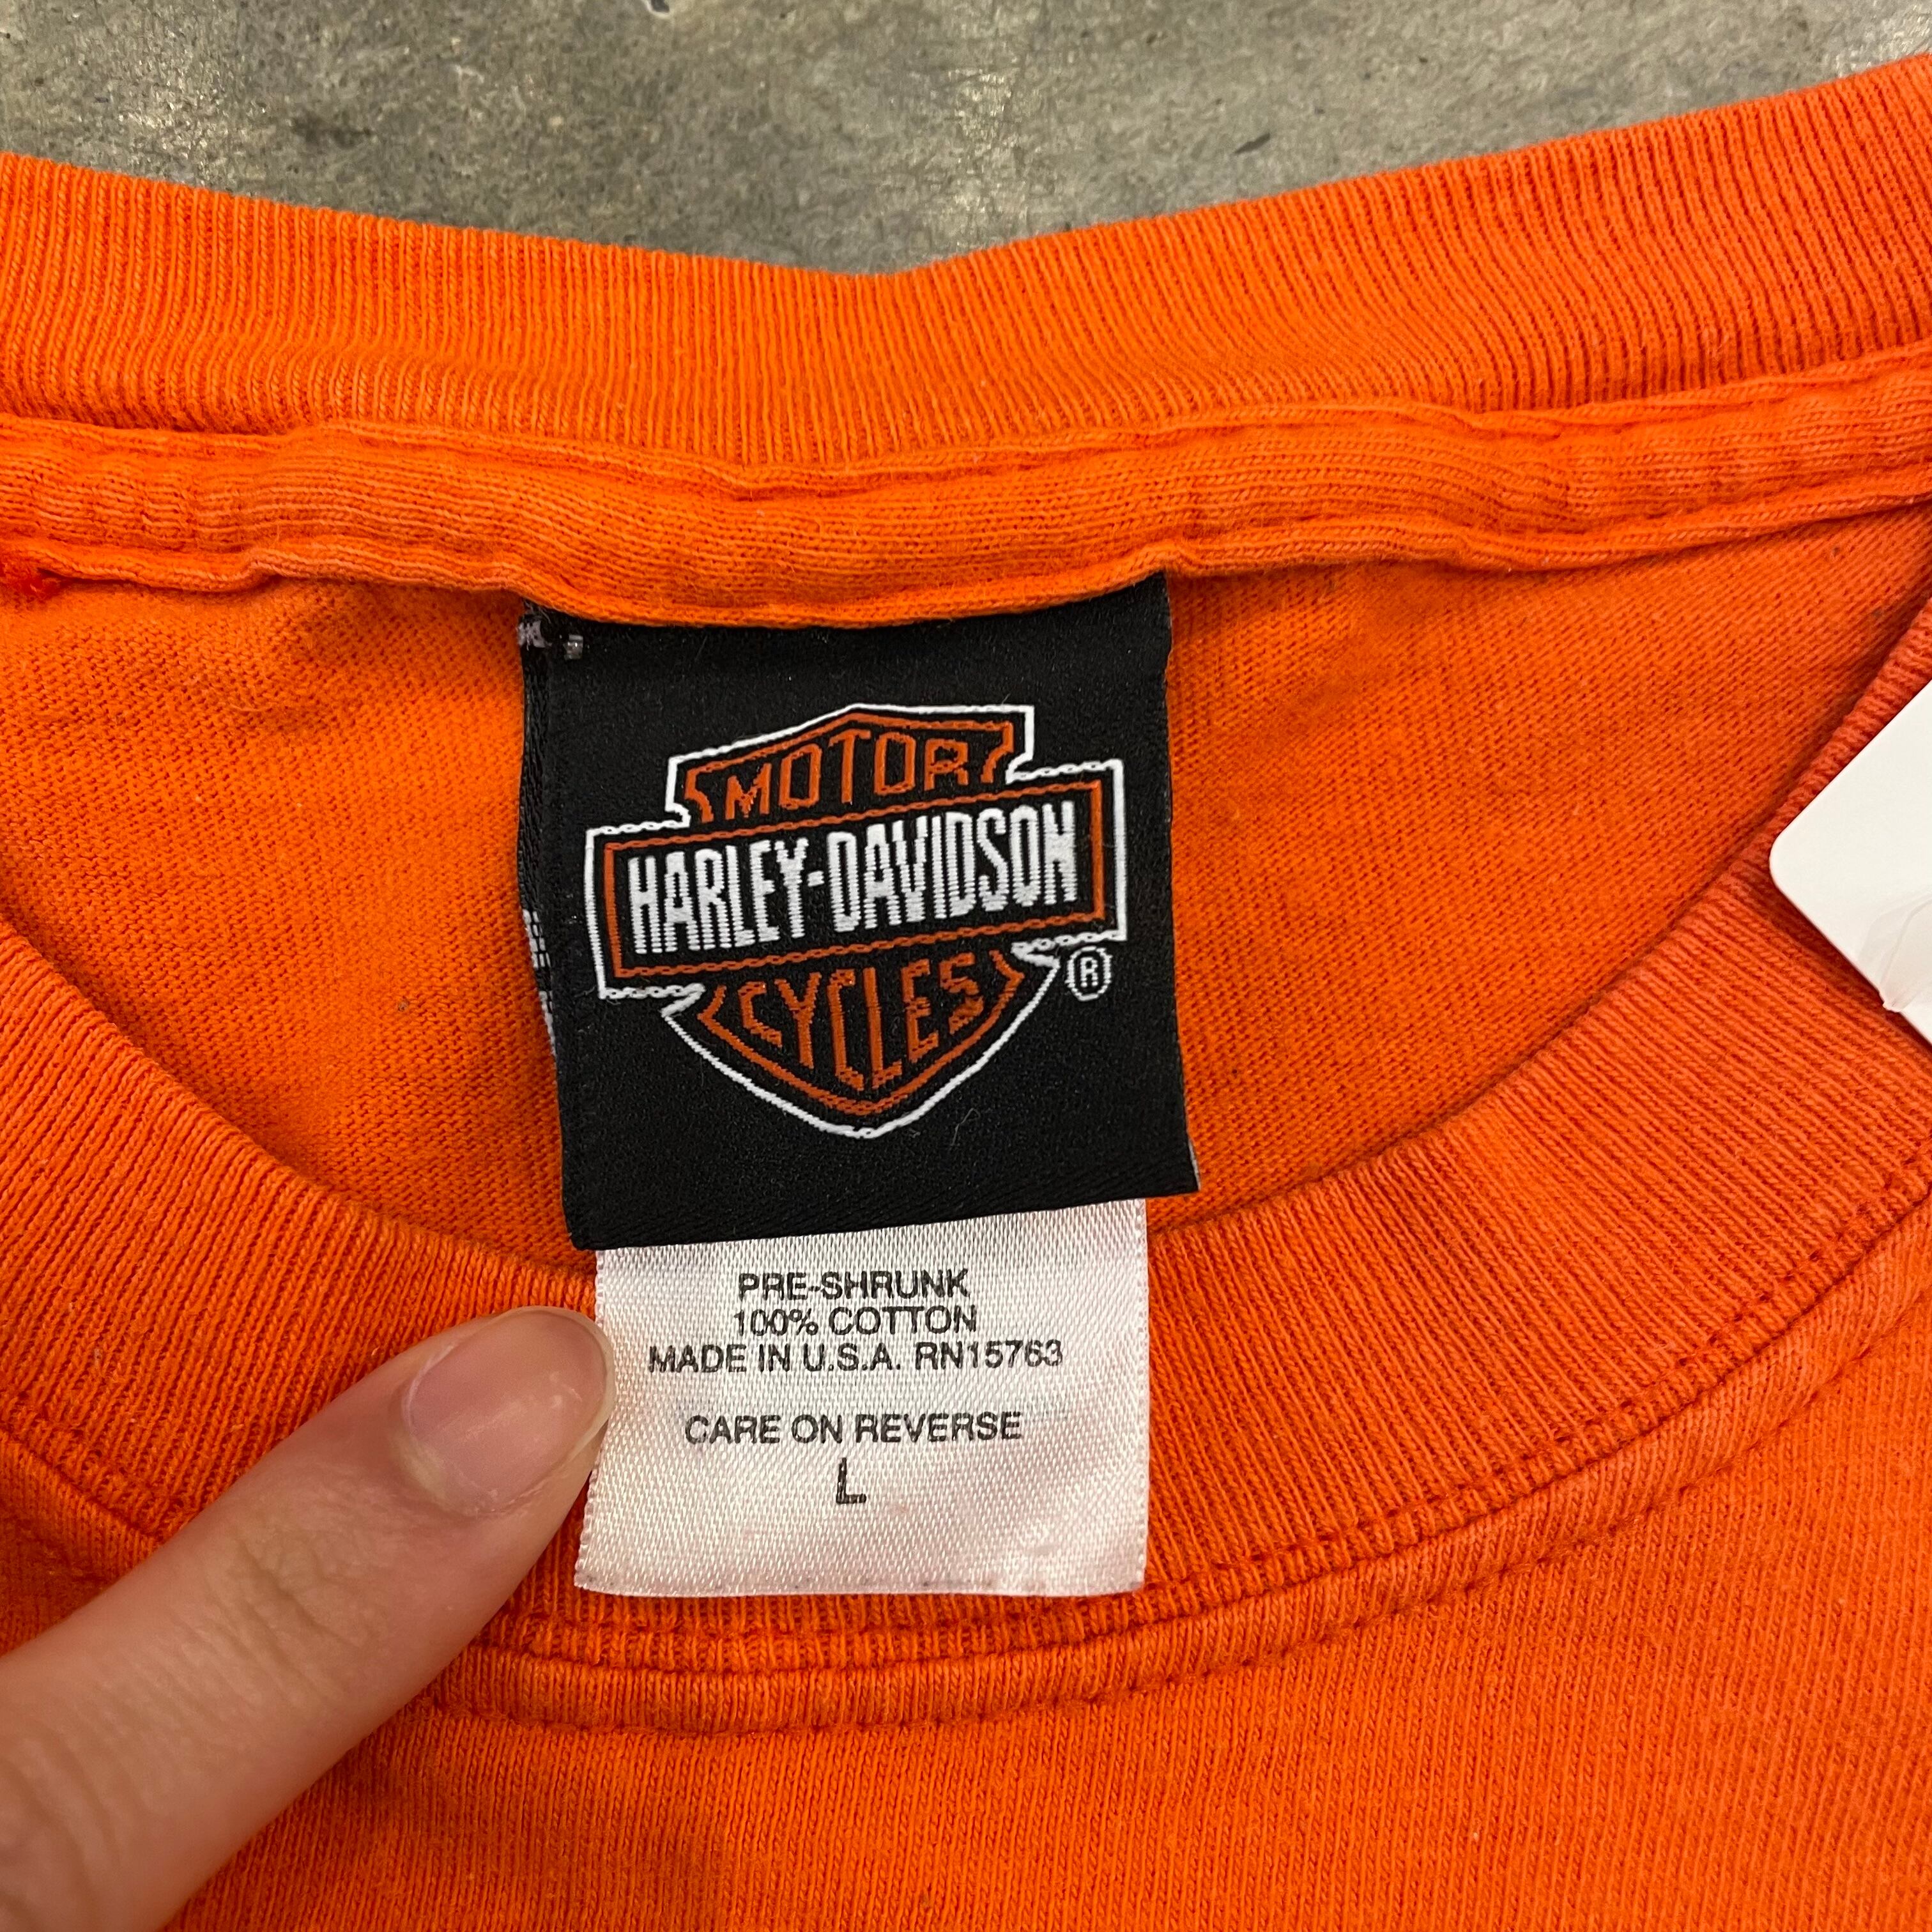 MOTOR
HARLEY-DAVIDSON
CYCLES ®
PRE-SHRUNK
100% COTTON
MADE IN U.S.A. RN15763
CARE ON REVERSE
L